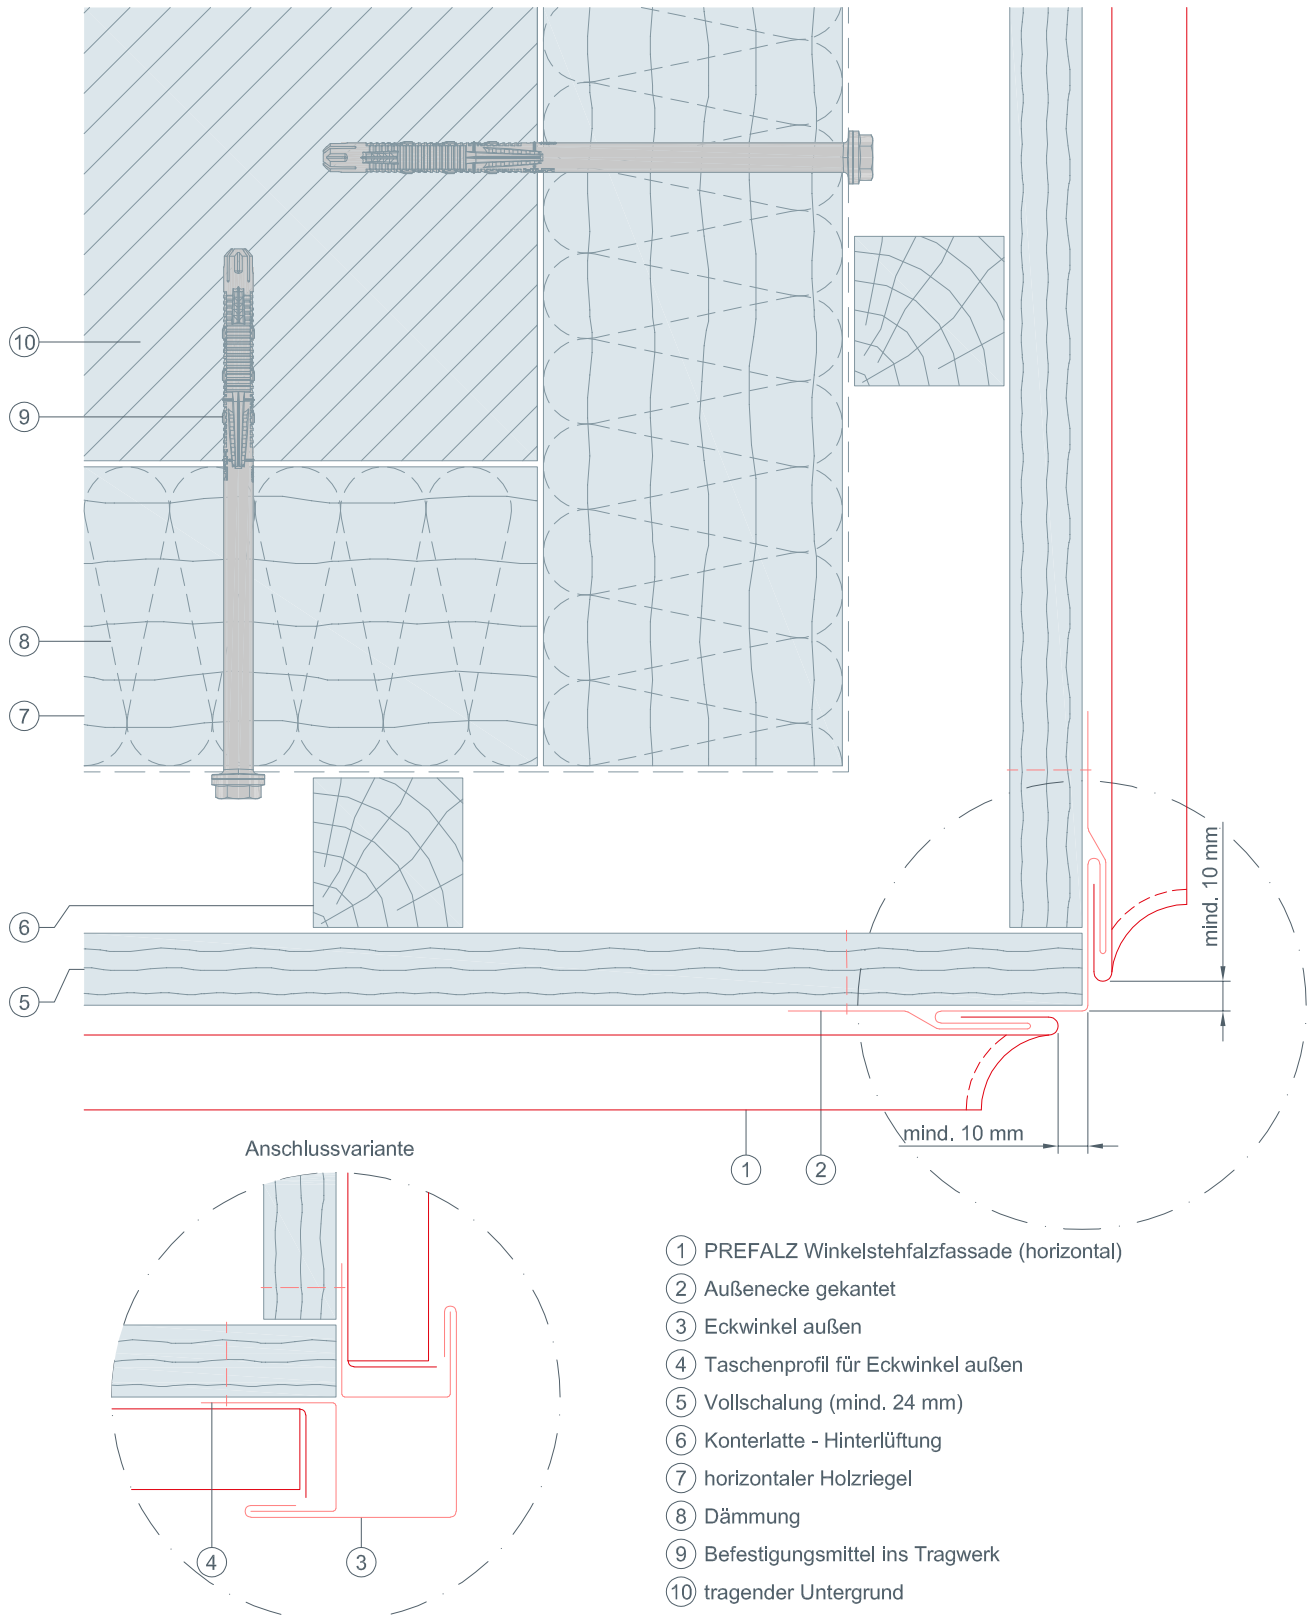 10
9
8
7
6
5
mind. 10 mm
mind. 10 mm
1
2
Anschlussvariante
4
3
1 PREFALZ Winkelstehfalzfassade (horizontal)
2 Außenecke gekantet
3 Eckwinkel außen
4 Taschenprofil für Eckwinkel außen
5 Vollschalung (mind. 24 mm)
6 Konterlatte - Hinterlüftung
7 horizontaler Holzriegel
8 Dämmung
9 Befestigungsmittel ins Tragwerk
10 tragender Untergrund